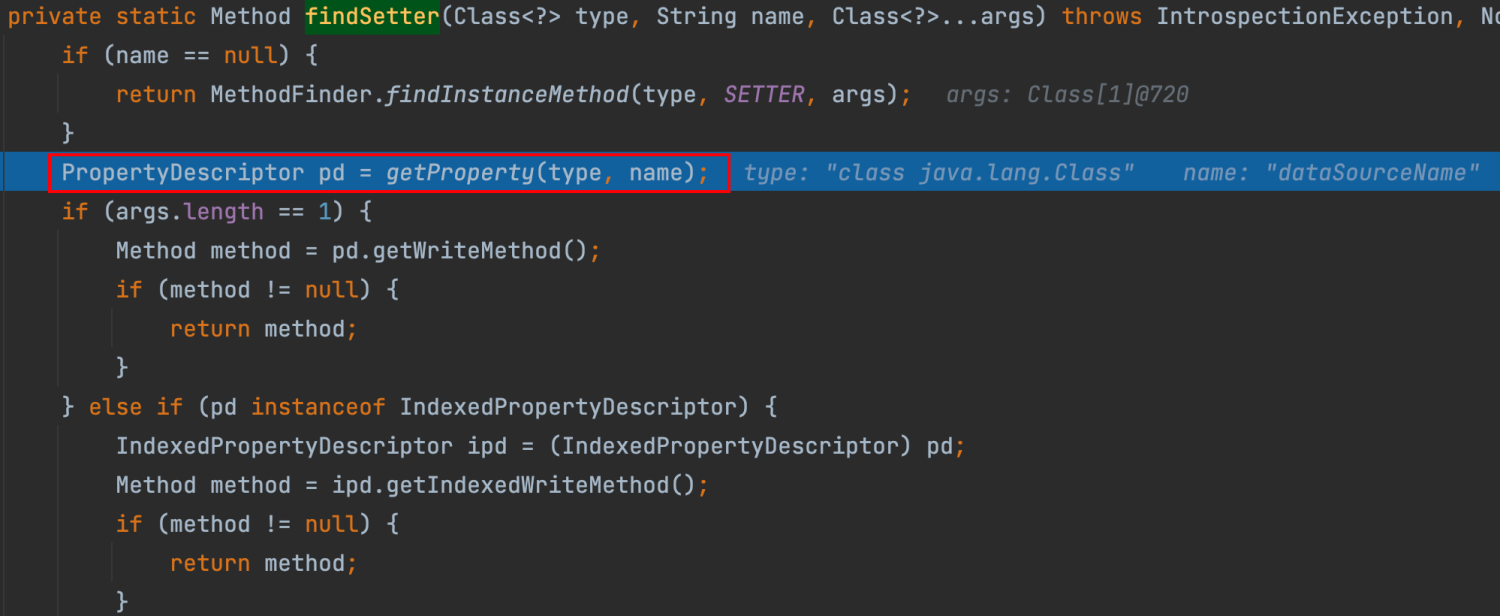 private static Method findSetter(Class<?> type, String name, Class<?>...args) throws IntrospectionException, No
if (name == null) {
return MethodFinder.findInstanceMethod(type, SETTER, args); args: Class[1]@720
}
PropertyDescriptor pd = getProperty(type, name); type: "class java.lang.Class" name: "dataSourceName"
if (args.length == 1) {
Method method = pd.getWriteMethod();
if (method != null) {
return method;
}
} else if (pd instanceof IndexedPropertyDescriptor) {
IndexedPropertyDescriptor ipd = (IndexedPropertyDescriptor) pd;
Method method = ipd.getIndexedWriteMethod();
if (method != null) {
return method;
}